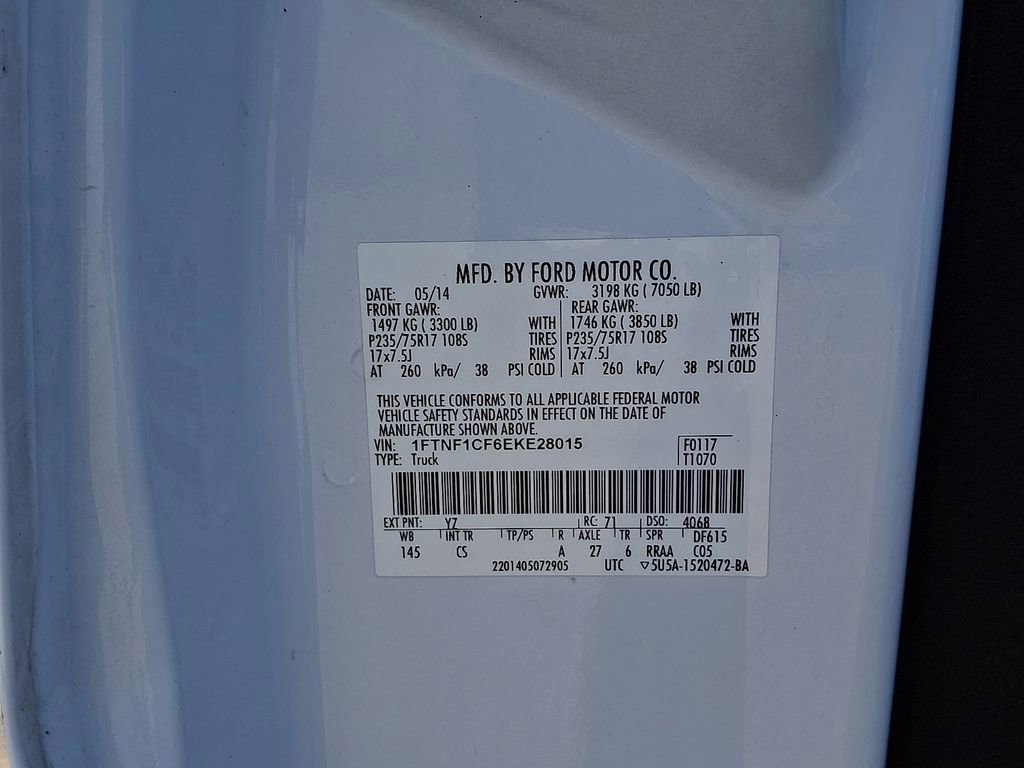 MFD. BY FORD MOTOR CO.
DATE: 05/14 GVWR: 3198 KG ( 7050 LB)
FRONT GAWR: REAR GAWR:
1497 KG ( 3300 LB) WITH 1746 KG ( 3850 LB) WITH
P235/75R17 108S TIRES P235/75R17 108S TIRES
17x7.5J RIMS 17x7.5J RIMS
AT 260 kPa/ 38 PSI COLD AT 260 kPa/ 38 PSI COLD
THIS VEHICLE CONFORMS TO ALL APPLICABLE FEDERAL MOTOR
VEHICLE SAFETY STANDARDS IN EFFECT ON THE DATE OF
MANUFACTURE SHOWN ABOVE.
VIN: 1FTNF1CF6EKE28015 F0117
TYPE: Truck T1070
EXT PNT: YZ RC: 71 DSO: 4068
WB INT TR TP/PS R AXLE TR SPR DF615
145 CS A 27 6 RRAA C05
2201405072905 UTC ▽5U5A-1520472-BA